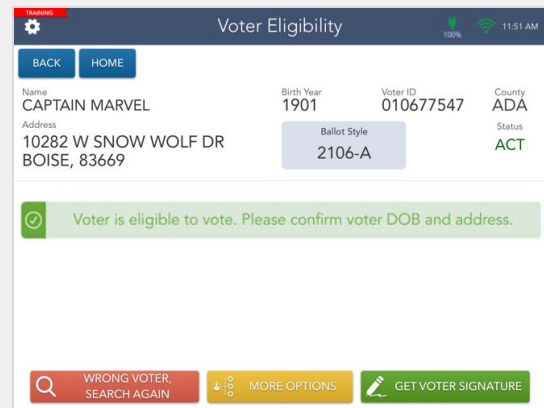 TRAINING
Voter Eligibility
100%
11:51 AM
BACK
HOME
Name
CAPTAIN MARVEL
Birth Year
1901
Voter ID
010677547
County
ADA
Address
10282 W SNOW WOLF DR
BOISE, 83669
Ballot Style
2106-A
Status
ACT
Voter is eligible to vote. Please confirm voter DOB and address.
WRONG VOTER,
SEARCH AGAIN
MORE OPTIONS
GET VOTER SIGNATURE